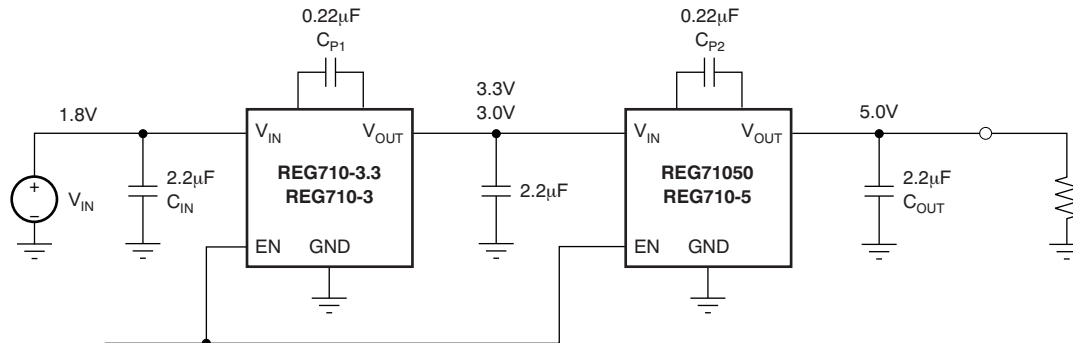 0.22μF
C_P1
0.22μF
C_P2
1.8V
3.3V
3.0V
5.0V
V_IN
V_OUT
V_IN
V_OUT
REG710-3.3
REG710-3
REG71050
REG710-5
+
−
V_IN
2.2μF
C_IN
2.2μF
2.2μF
C_OUT
EN
GND
EN
GND